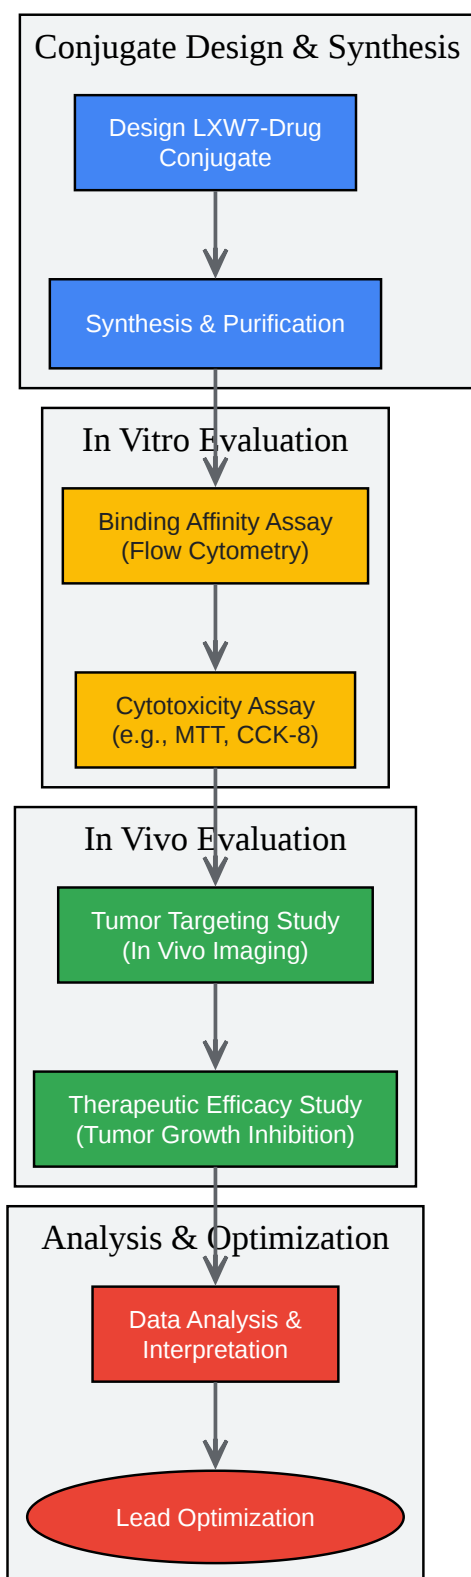 Conjugate Design & Synthesis
Design LXW7-Drug
Conjugate
Synthesis & Purification
In Vitro Evaluation
Binding Affinity Assay
(Flow Cytometry)
Cytotoxicity Assay
(e.g., MTT, CCK-8)
In Vivo Evaluation
Tumor Targeting Study
(In Vivo Imaging)
Therapeutic Efficacy Study
(Tumor Growth Inhibition)
Analysis & Optimization
Data Analysis &
Interpretation
Lead Optimization